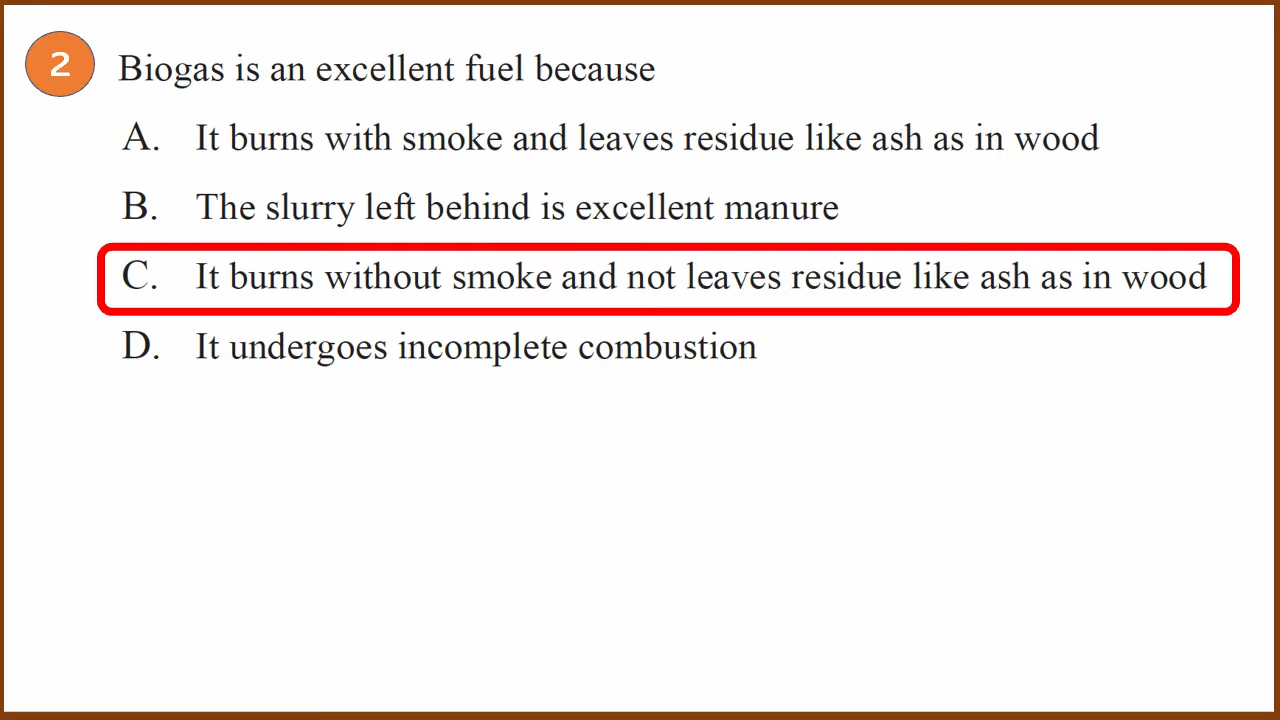 2 Biogas is an excellent fuel because
A. It burns with smoke and leaves residue like ash as in wood
B. The slurry left behind is excellent manure
C. It burns without smoke and not leaves residue like ash as in wood
D. It undergoes incomplete combustion